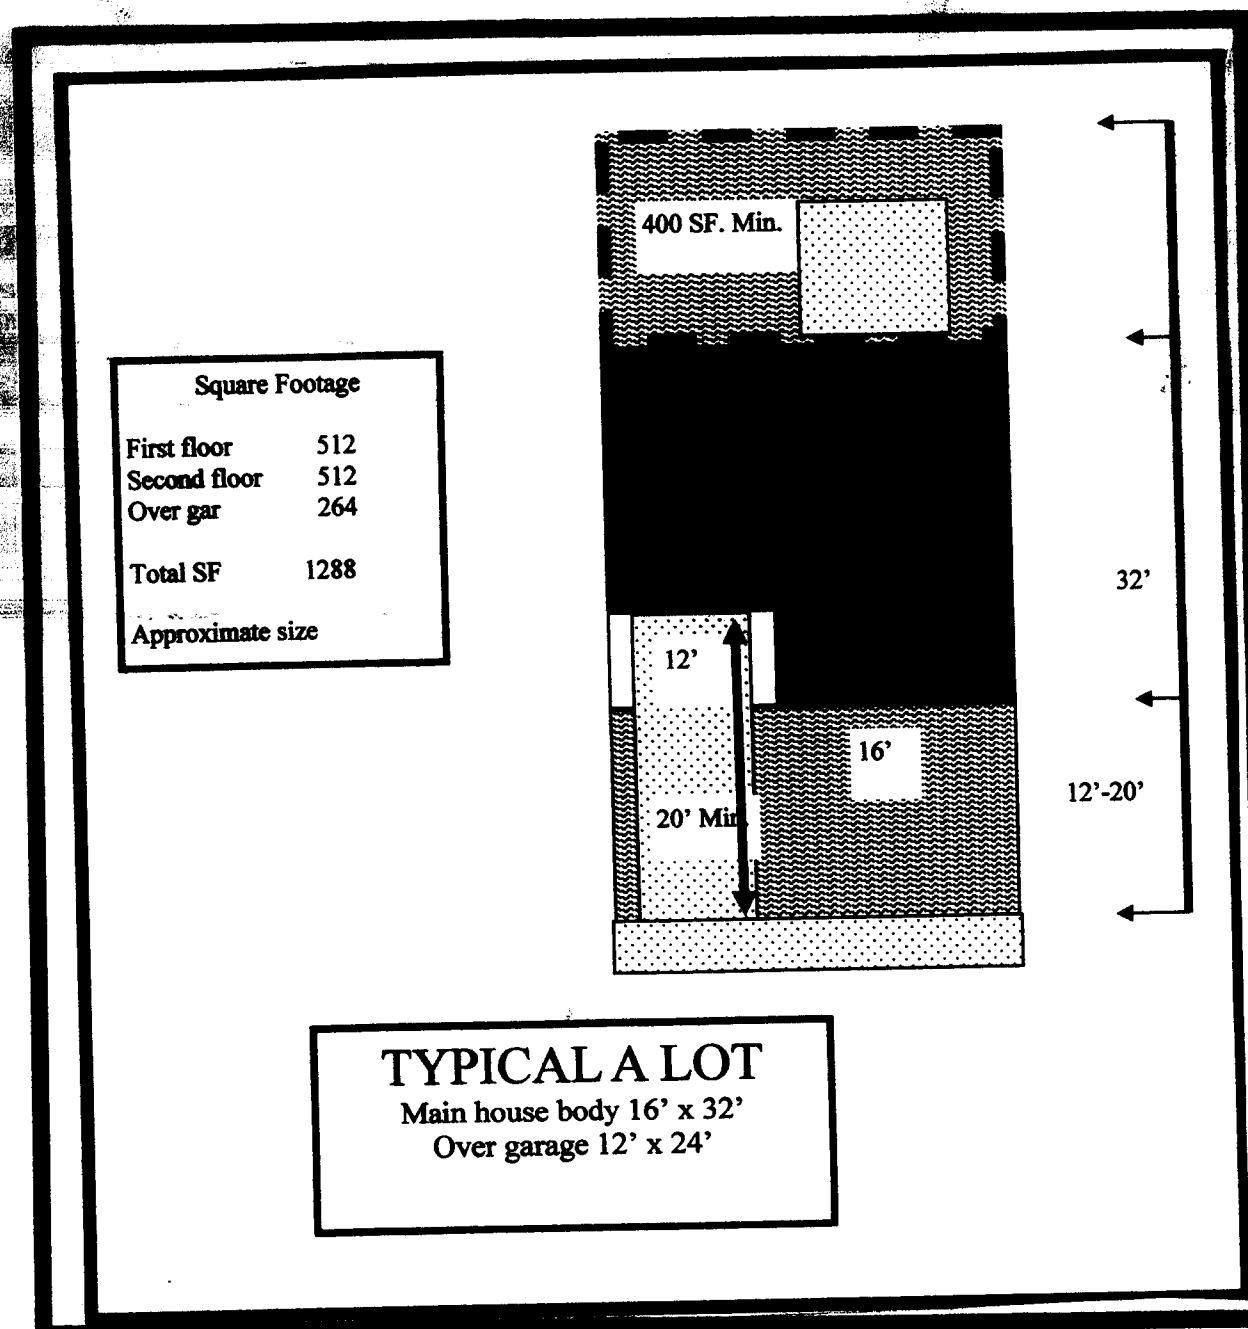 400 SF. Min.
Square Footage
First floor 512
Second floor 512
Over gar 264
Total SF 1288
Approximate size
32'
12'
16'
12'-20'
20' Min.
TYPICAL A LOT
Main house body 16' x 32'
Over garage 12' x 24'